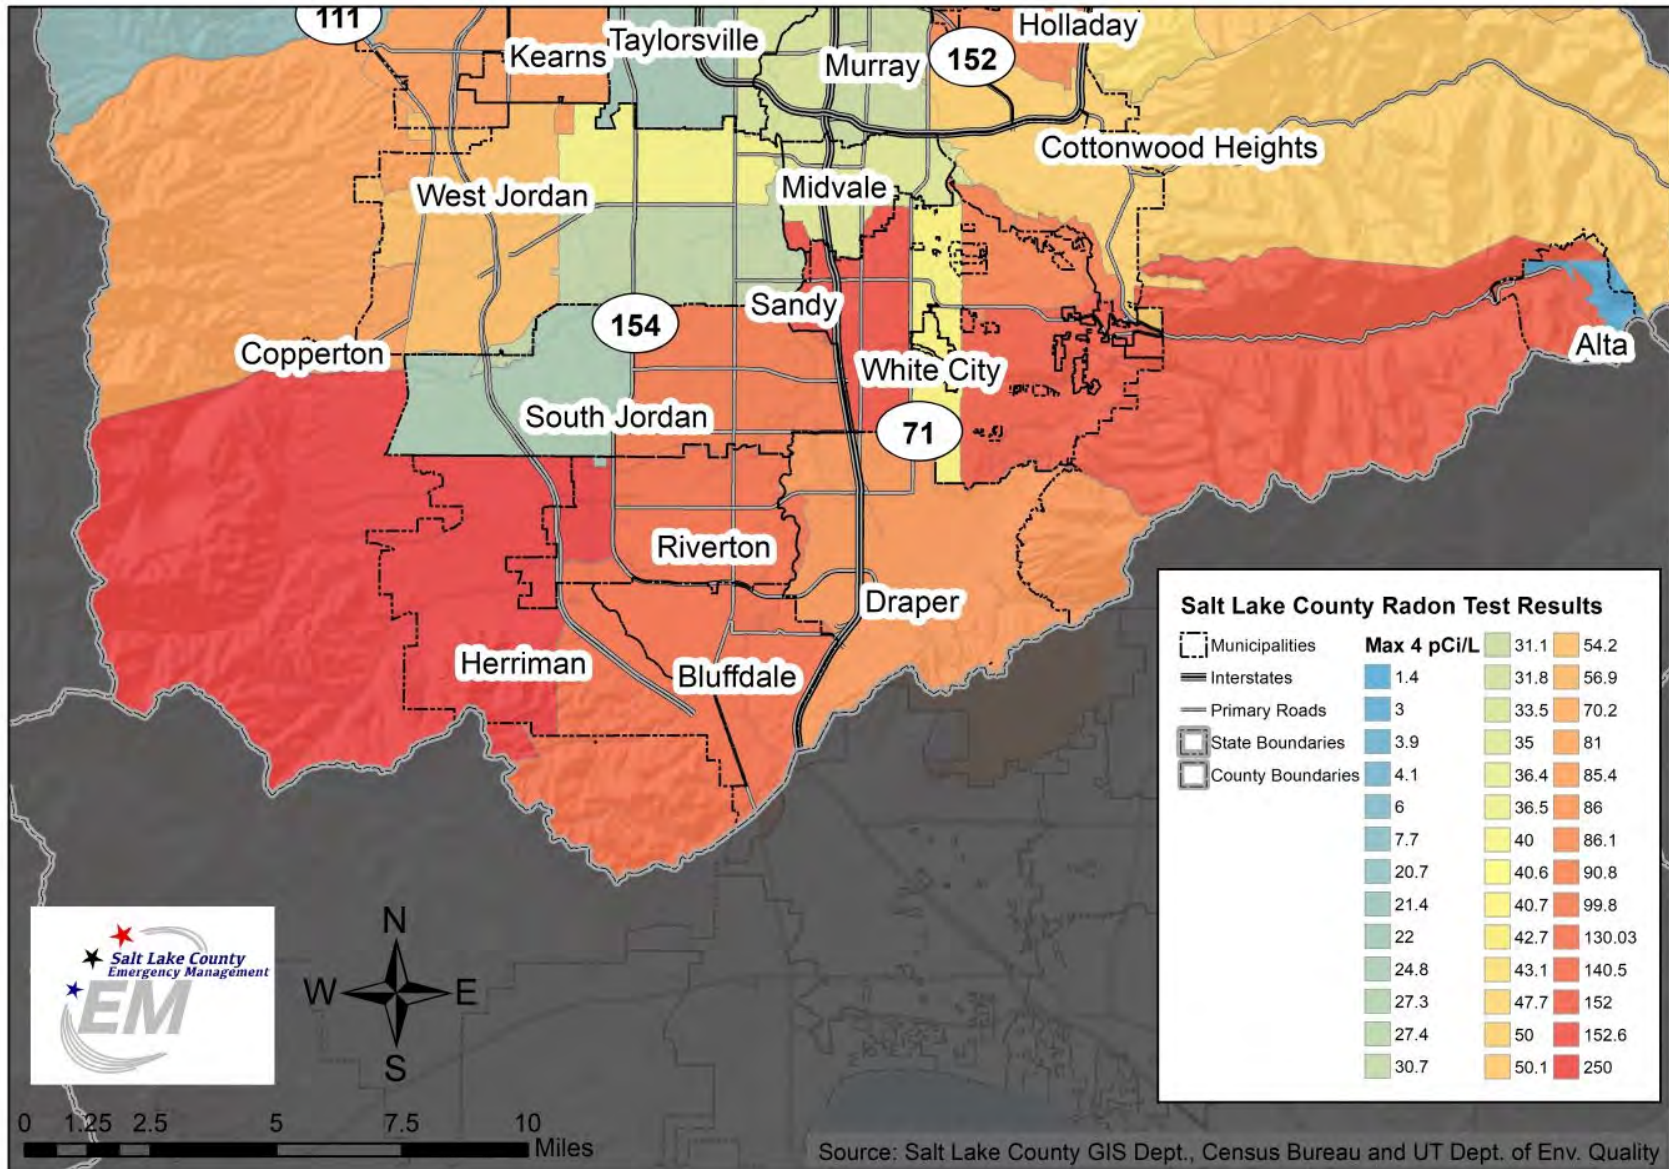 111
Kearns
Taylorsville
Murray
152
Holladay
Cottonwood Heights
West Jordan
Midvale
Sandy
154
Copperton
White City
Alta
South Jordan
71
Riverton
Draper
Herriman
Bluffdale
Salt Lake County Radon Test Results
Municipalities
Interstates
Primary Roads
State Boundaries
County Boundaries
Max 4 pCi/L
1.4
3
3.9
4.1
6
7.7
20.7
21.4
22
24.8
27.3
27.4
30.7
31.1
31.8
33.5
35
36.4
36.5
40
40.6
40.7
42.7
43.1
47.7
50
50.1
54.2
56.9
70.2
81
85.4
86
86.1
90.8
99.8
130.03
140.5
152
152.6
250
Salt Lake County
Emergency Management
EM
N
W E
S
0 1.25 2.5 5 7.5 10
Miles
Source: Salt Lake County GIS Dept., Census Bureau and UT Dept. of Env. Quality